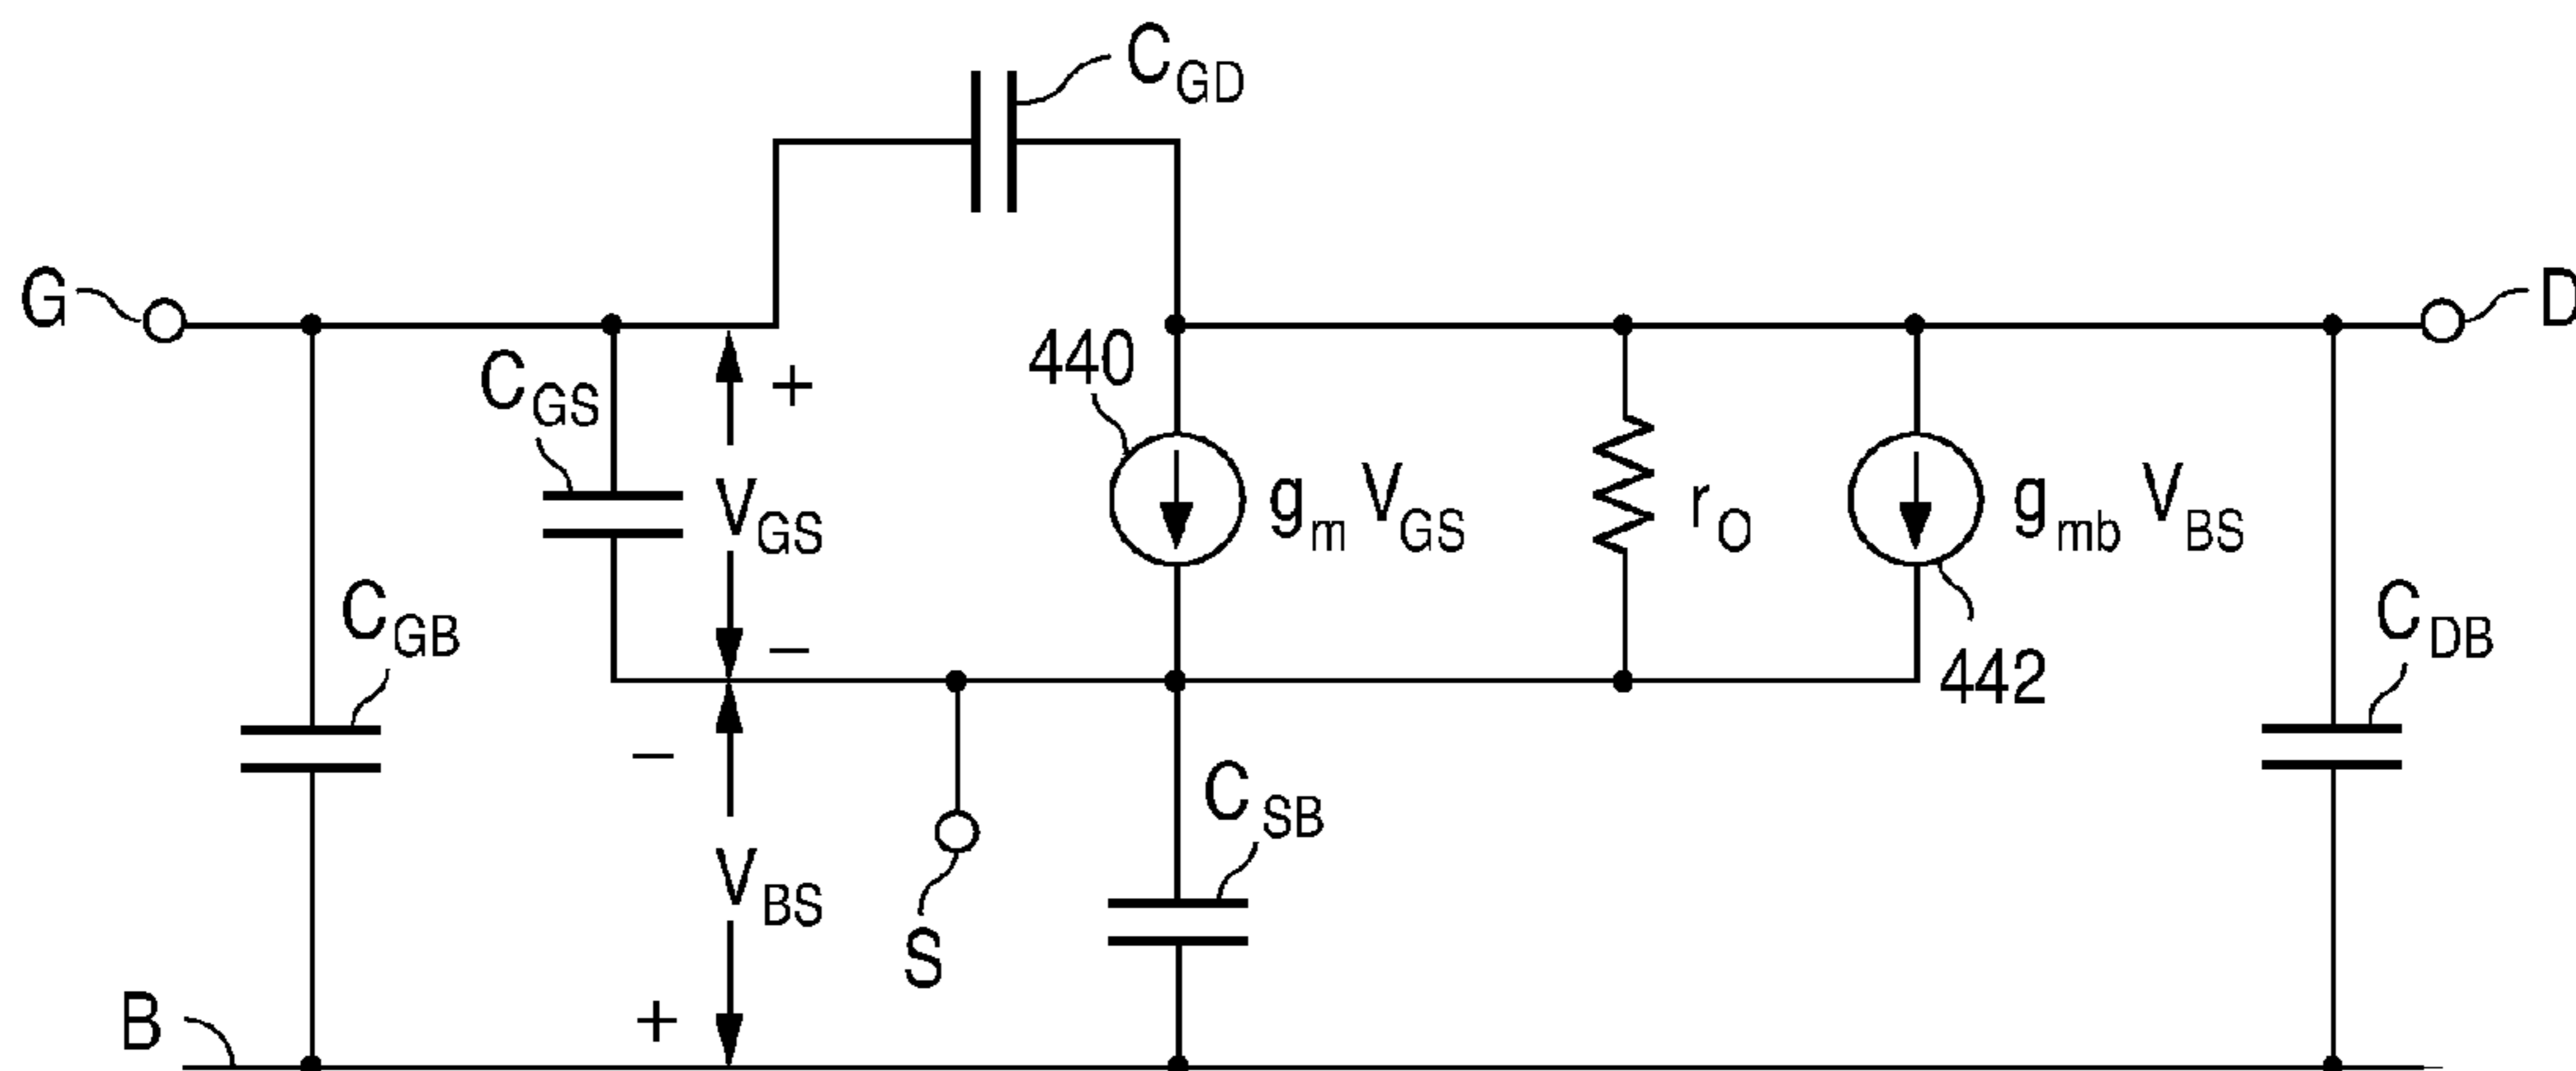 C_GD
G
D
440
C_GS
+
V_GS
g_m V_GS
r_O
g_mb V_BS
C_GB
C_DB
−
442
−
C_SB
V_BS
S
B
+